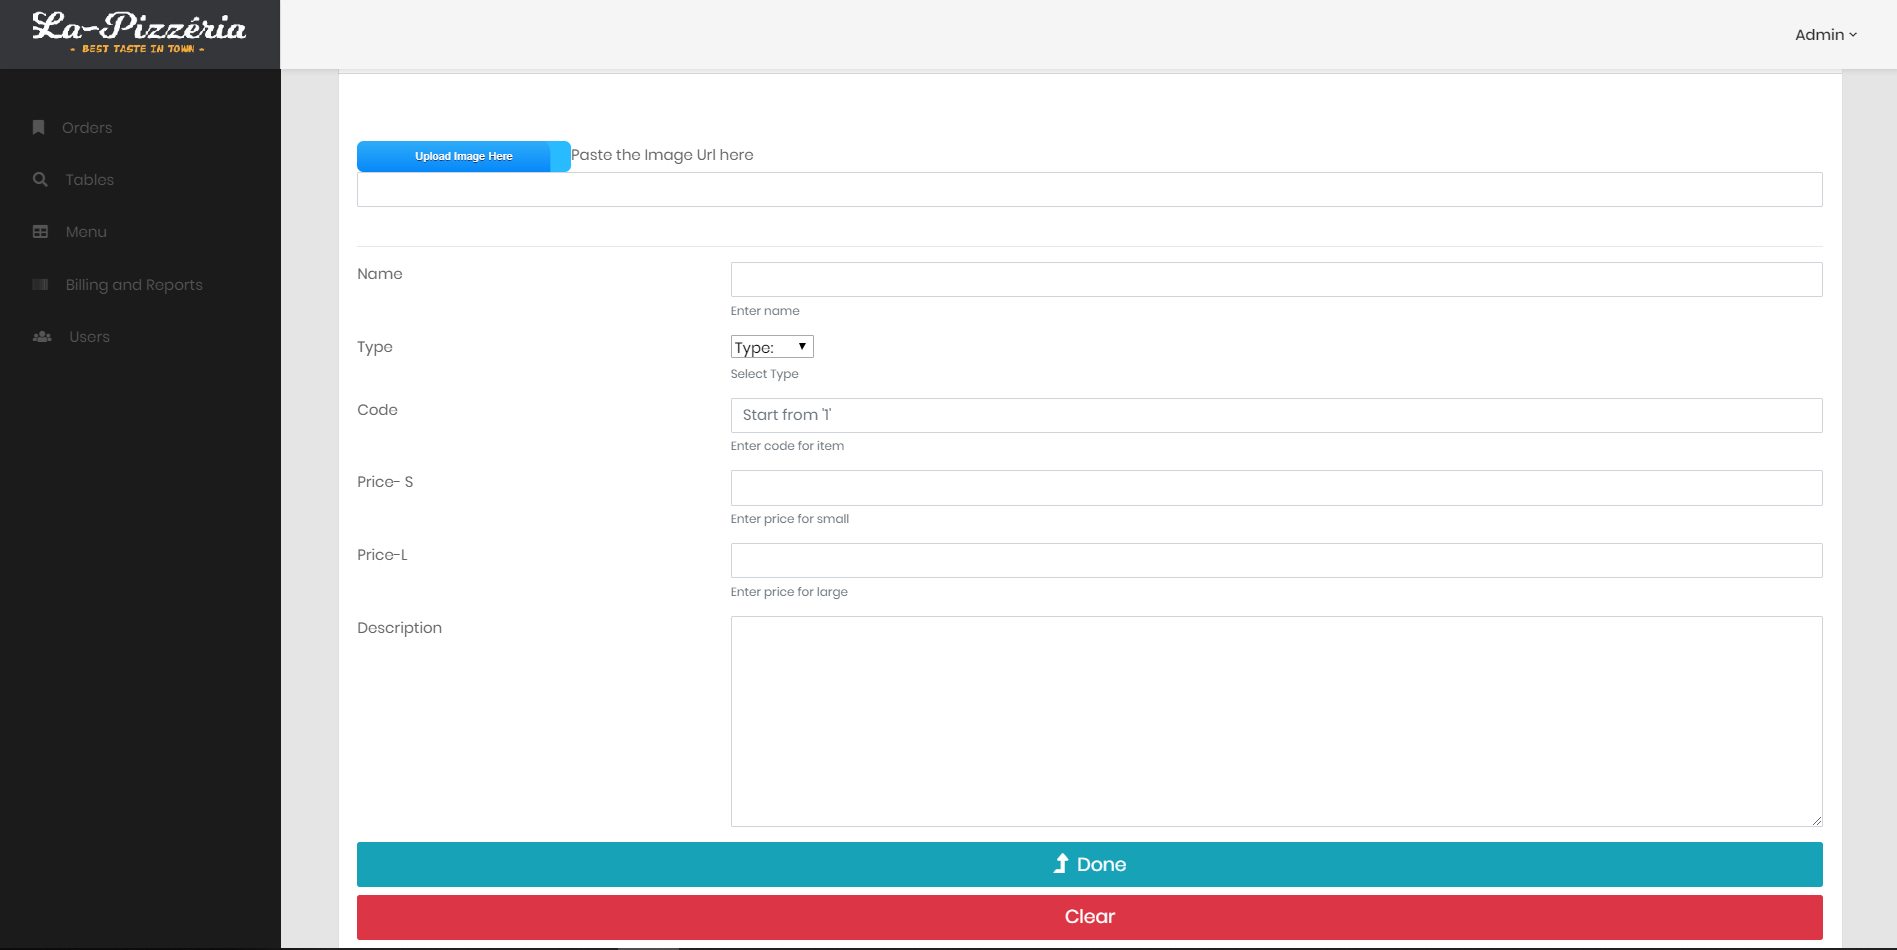 La-Pizzéria
- BEST TASTE IN TOWN -
Admin
Orders
Tables
Menu
Billing and Reports
Users
Upload Image Here
Paste the Image Url here
Name
Enter name
Type
Type:
Select Type
Code
Start from '1'
Enter code for item
Price- S
Enter price for small
Price-L
Enter price for large
Description
Done
Clear